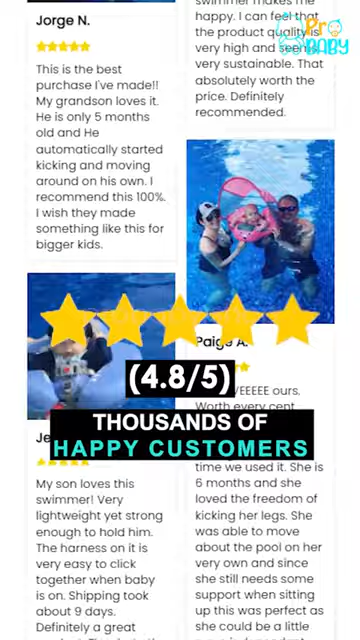 Jorge N.
This is the best
purchase I've made!!
My grandson loves it.
He is only 5 months
old and He
automatically started
kicking and moving
around on his own. I
recommend this 100%.
I wish they made
something like this for
bigger kids.
swimmer makes me
happy. I can feel that
the product quality is
very high and seems
very sustainable. That
absolutely worth the
price. Definitely
recommended.
Pro
BABY
(4.8/5)
THOUSANDS OF
HAPPY CUSTOMERS
My son loves this
swimmer! Very
lightweight yet strong
enough to hold him.
The harness on it is
very easy to click
together when baby
is on. Shipping took
about 9 days.
Definitely a great
Paige A.
EEEEE ours.
Worth every cent
time we used it. She is
6 months and she
loved the freedom of
kicking her legs. She
was able to move
about the pool on her
very own and since
she still needs some
support when sitting
up this was perfect as
she could be a little